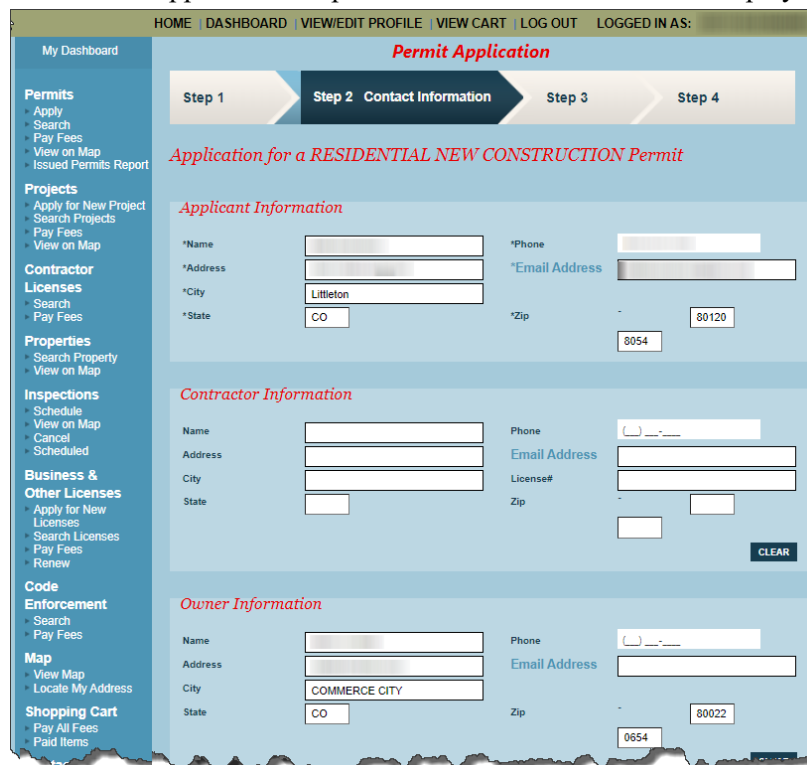 HOME | DASHBOARD | VIEW/EDIT PROFILE | VIEW CART | LOG OUT LOGGED IN AS:
My Dashboard
Permits
Apply
Search
Pay Fees
View on Map
Issued Permits Report
Projects
Apply for New Project
Search Projects
Pay Fees
View on Map
Contractor
Licenses
Search
Pay Fees
Properties
Search Property
View on Map
Inspections
Schedule
View on Map
Cancel
Scheduled
Business &
Other Licenses
Apply for New
Licenses
Search Licenses
Pay Fees
Renew
Code
Enforcement
Search
Pay Fees
Map
View Map
Locate My Address
Shopping Cart
Pay All Fees
Paid Items
Permit Application
Step 1 Step 2 Contact Information Step 3 Step 4
Application for a RESIDENTIAL NEW CONSTRUCTION Permit
Applicant Information
*Name *Phone
*Address *Email Address
*City Littleton
*State CO *Zip - 80120
8054
Contractor Information
Name Phone (__) ___-____
Address Email Address
City License#
State Zip -
CLEAR
Owner Information
Name Phone (__) ___-____
Address Email Address
City COMMERCE CITY
State CO Zip - 80022
0654